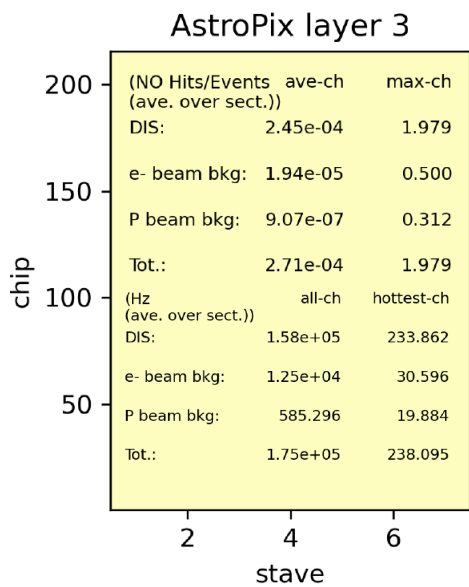 AstroPix layer 3
200
150
100
50
chip
(NO Hits/Events ave-ch max-ch
(ave. over sect.))
DIS: 2.45e-04 1.979
e- beam bkg: 1.94e-05 0.500
P beam bkg: 9.07e-07 0.312
Tot.: 2.71e-04 1.979
(Hz all-ch hottest-ch
(ave. over sect.))
DIS: 1.58e+05 233.862
e- beam bkg: 1.25e+04 30.596
P beam bkg: 585.296 19.884
Tot.: 1.75e+05 238.095
2 4 6
stave